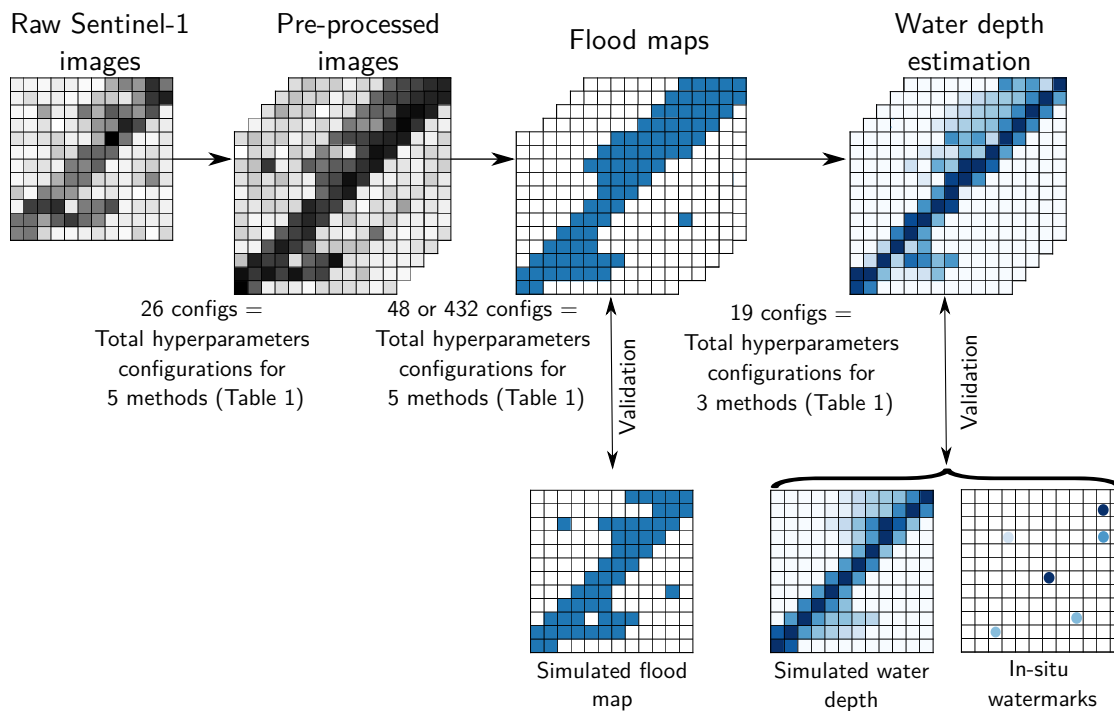 Raw Sentinel-1
images
Pre-processed
images
Flood maps
Water depth
estimation
26 configs =
Total hyperparameters
configurations for
5 methods (Table 1)
48 or 432 configs =
Total hyperparameters
configurations for
5 methods (Table 1)
Validation
19 configs =
Total hyperparameters
configurations for
3 methods (Table 1)
Validation
Simulated flood
map
Simulated water
depth
In-situ
watermarks